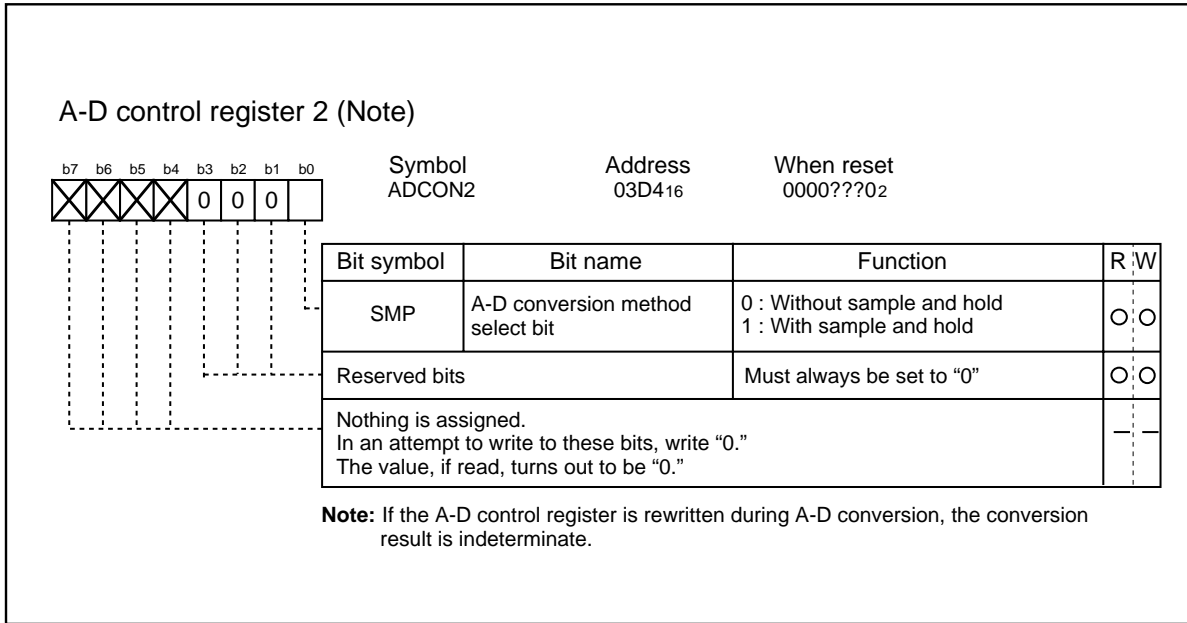 A-D control register 2 (Note)
b7 b6 b5 b4 b3 b2 b1 b0
0 0 0
Symbol Address When reset
ADCON2 03D416 0000???02
Bit symbol Bit name Function R W
SMP A-D conversion method select bit 0 : Without sample and hold
1 : With sample and hold
Reserved bits Must always be set to “0”
Nothing is assigned.
In an attempt to write to these bits, write “0.”
The value, if read, turns out to be “0.”
Note: If the A-D control register is rewritten during A-D conversion, the conversion
result is indeterminate.